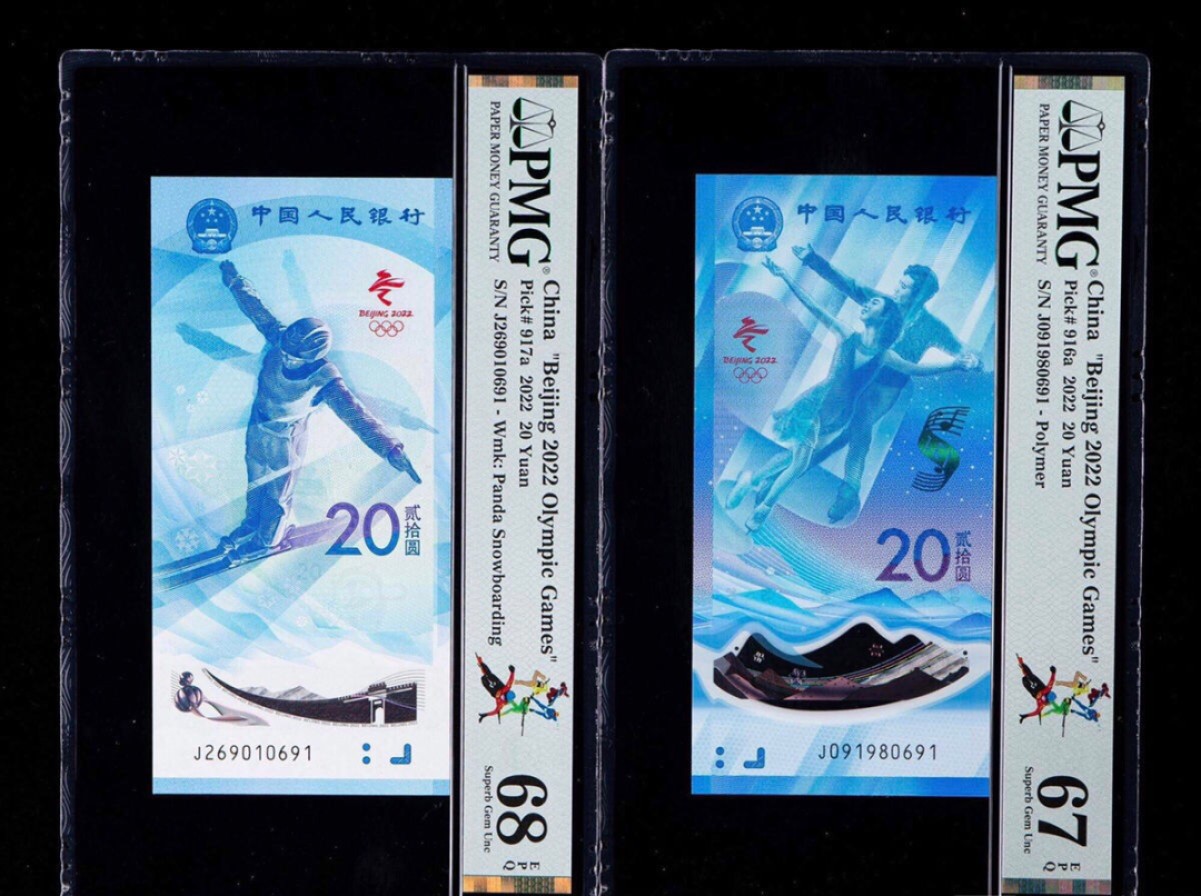 中国人民银行
BEIJING 2022
20
贰拾圆
J269010691
PMG®
PAPER MONEY GUARANTY
China "Beijing 2022 Olympic Games"
Pick# 917a 2022 20 Yuan
S/N J269010691 - Wmk: Panda Snowboarding
68
EPQ
Superb Gem Unc
中国人民银行
BEIJING 2022
20
贰拾圆
J091980691
PMG®
PAPER MONEY GUARANTY
China "Beijing 2022 Olympic Games"
Pick# 916a 2022 20 Yuan
S/N J091980691 - Polymer
67
EPQ
Superb Gem Unc